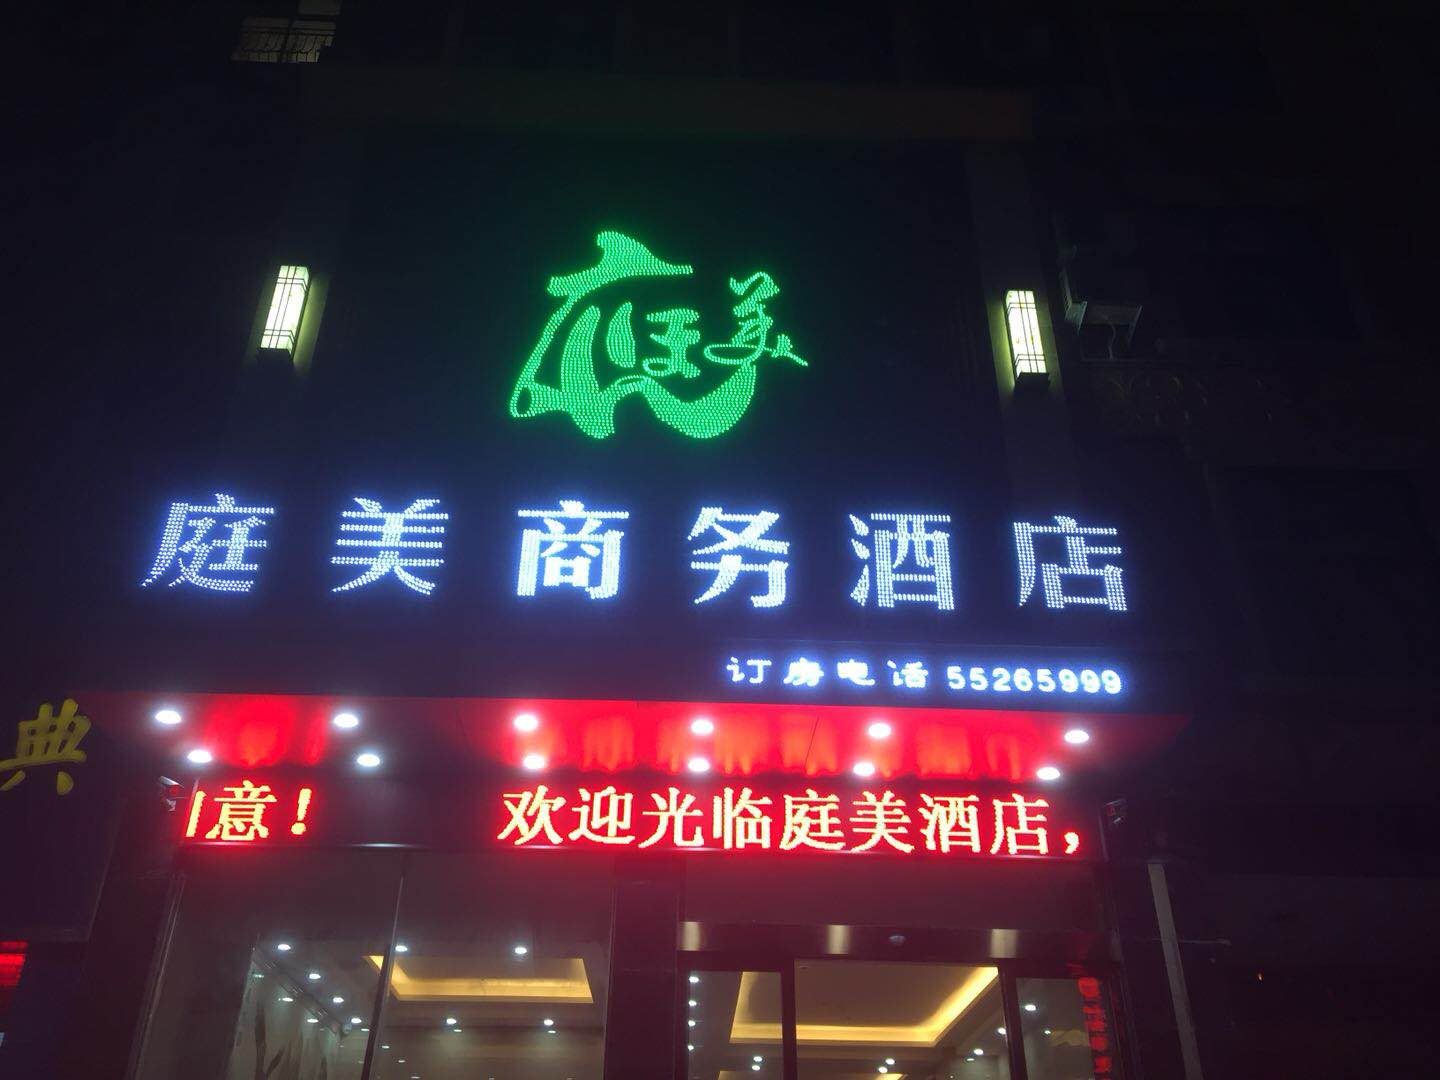 庭美
庭美商务酒店
订房电话 55265999
典
意！ 欢迎光临庭美酒店，